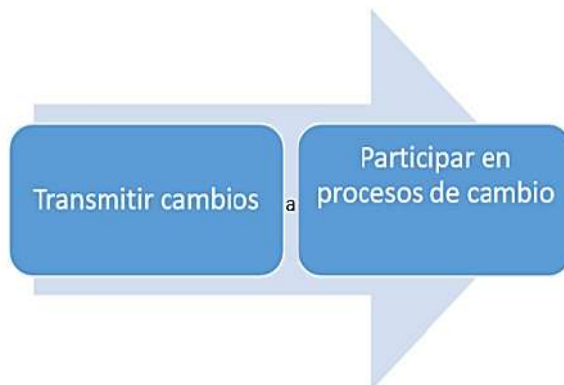 Transmitir cambios
a
Participar en
procesos de cambio